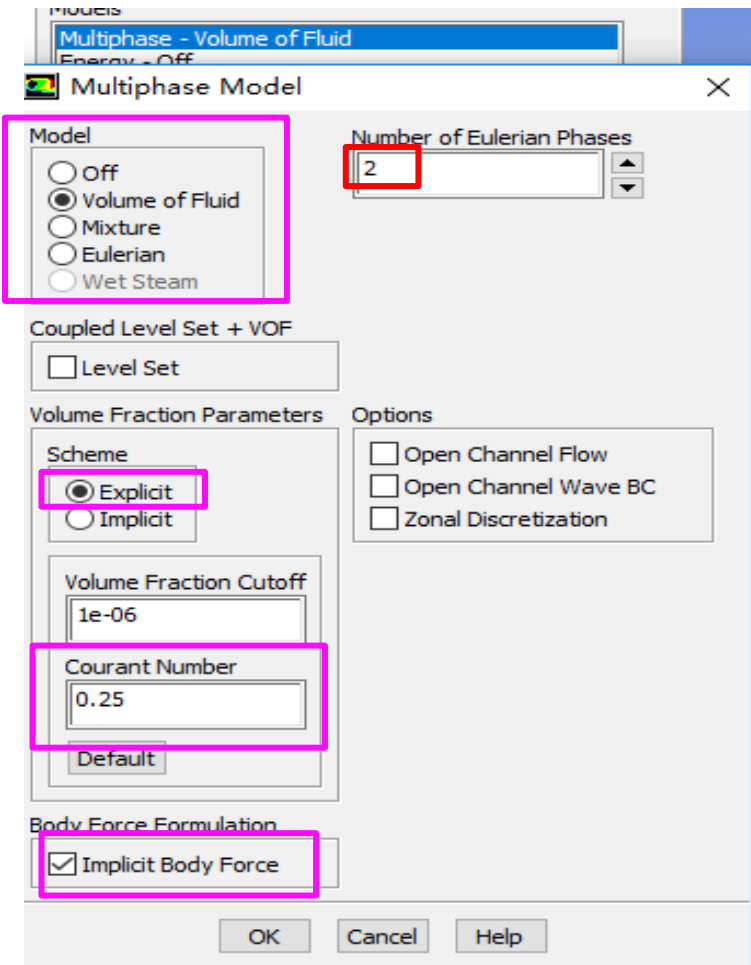 Models
Multiphase - Volume of Fluid
Energy - Off
Multiphase Model
Model
Off
Volume of Fluid
Mixture
Eulerian
Wet Steam
Number of Eulerian Phases
2
Coupled Level Set + VOF
Level Set
Volume Fraction Parameters
Scheme
Explicit
Implicit
Volume Fraction Cutoff
1e-06
Courant Number
0.25
Default
Options
Open Channel Flow
Open Channel Wave BC
Zonal Discretization
Body Force Formulation
Implicit Body Force
OK
Cancel
Help